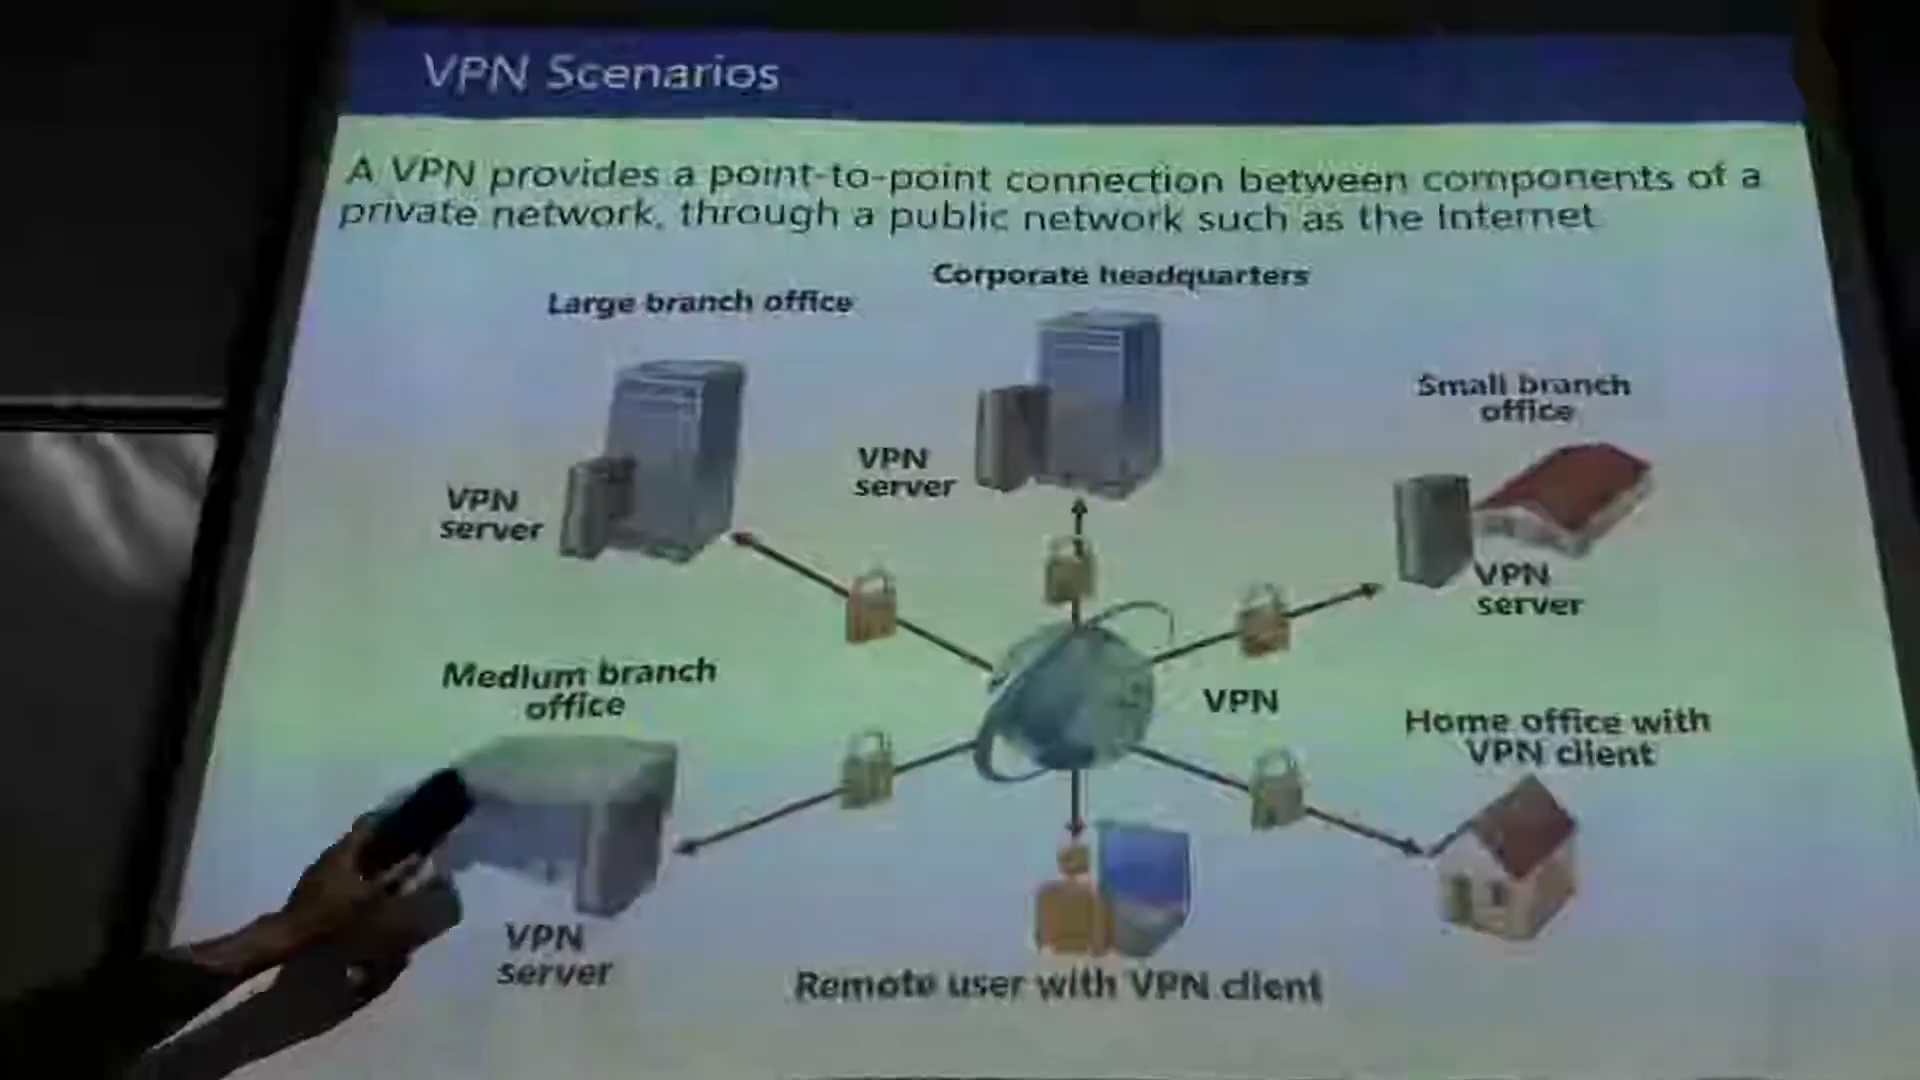 VPN Scenarios
A VPN provides a point-to-point connection between components of a
private network, through a public network such as the Internet
Corporate headquarters
Large branch office
Small branch
office
VPN
server
VPN
server
VPN
server
Medium branch
office
VPN
Home office with
VPN client
VPN
server
Remote user with VPN client